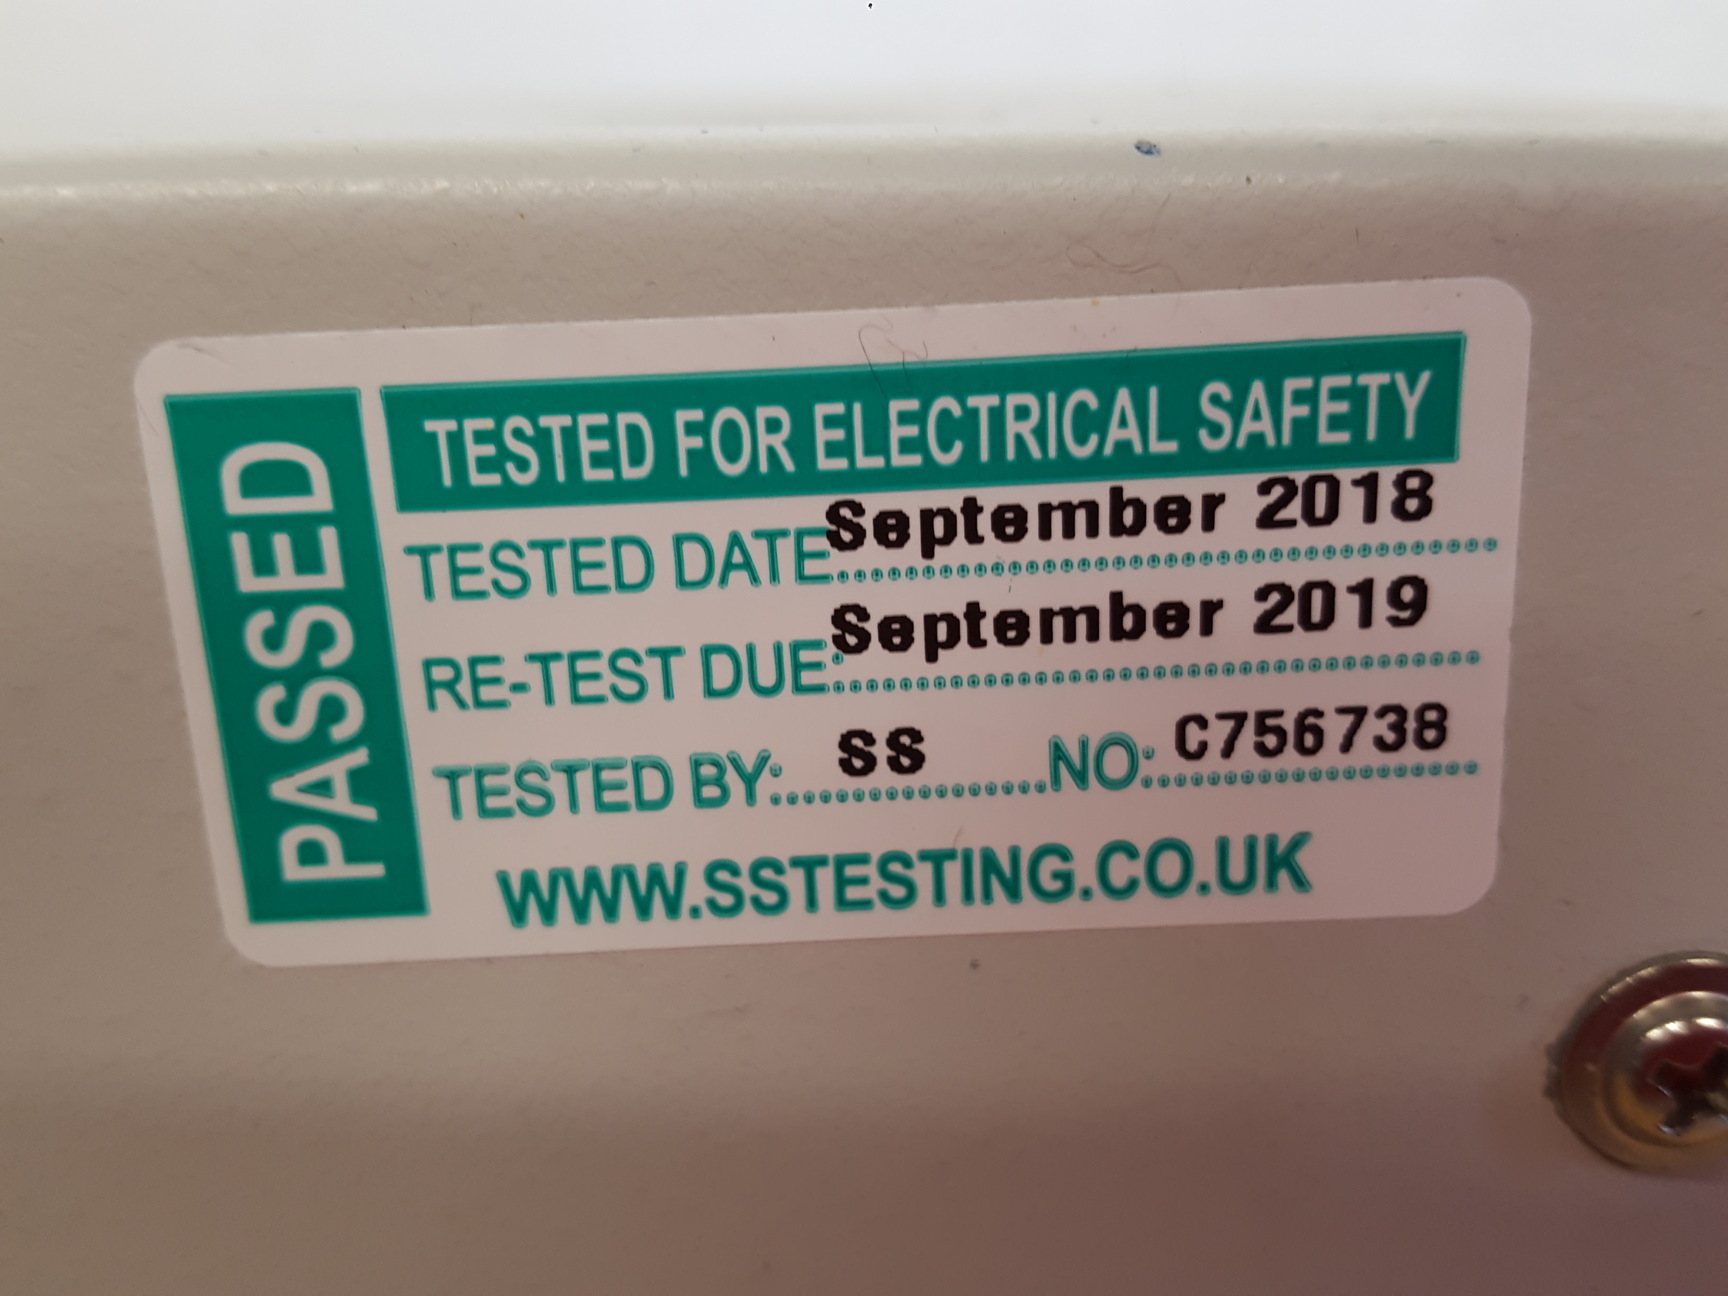 PASSED
TESTED FOR ELECTRICAL SAFETY
TESTED DATE September 2018
RE-TEST DUE: September 2019
TESTED BY: SS NO: C756738
WWW.SSTESTING.CO.UK